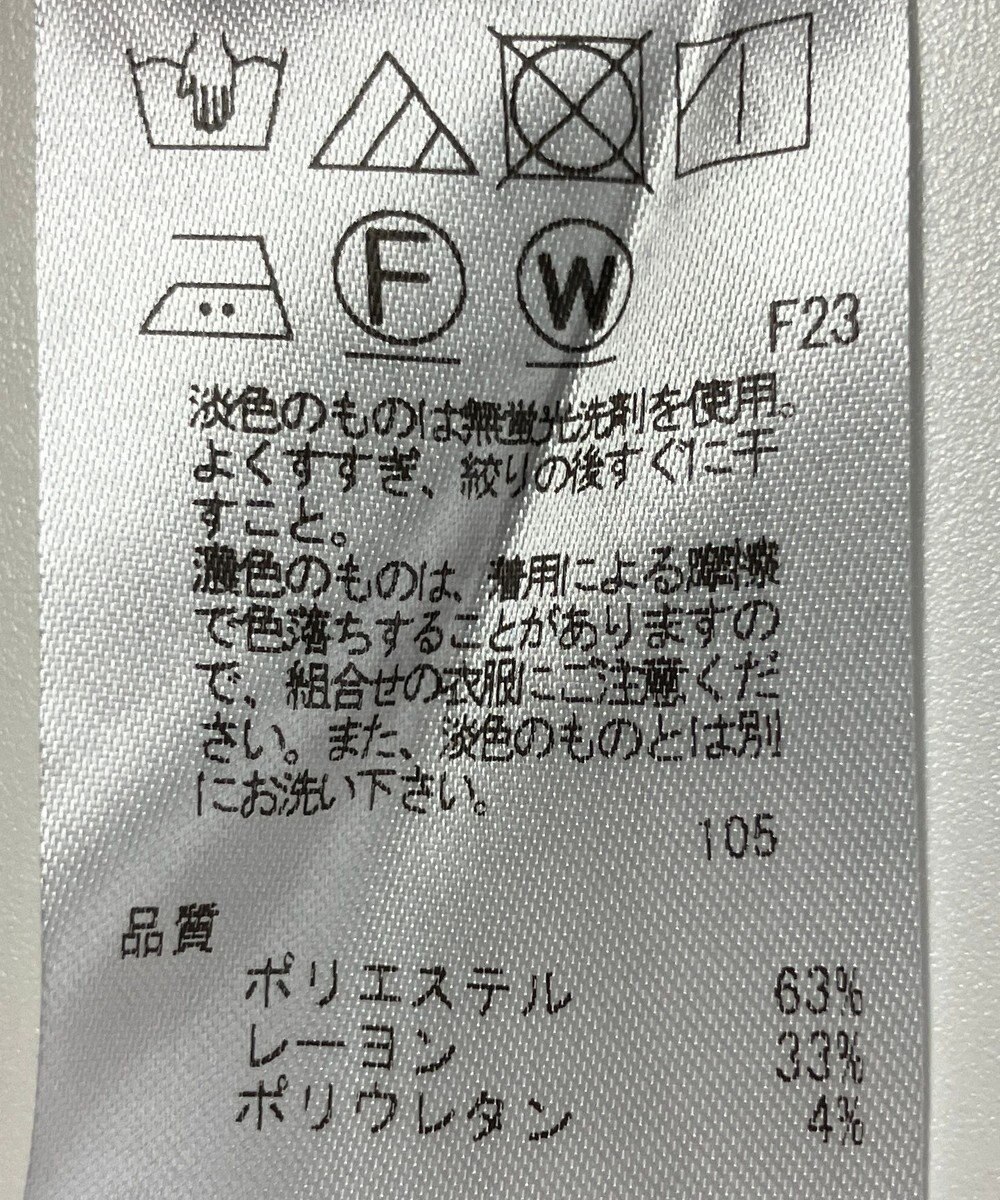 F
W
F23
淡色のものは無蛍光洗剤を使用。
よくすすぎ、絞りの後すぐに干
すこと。
濃色のものは、着用による摩擦
で色落ちすることがありますの
で、組合せの衣服にご注意くだ
さい。また、淡色のものとは別
にお洗い下さい。
105
品質
ポリエステル 63%
レーヨン 33%
ポリウレタン 4%